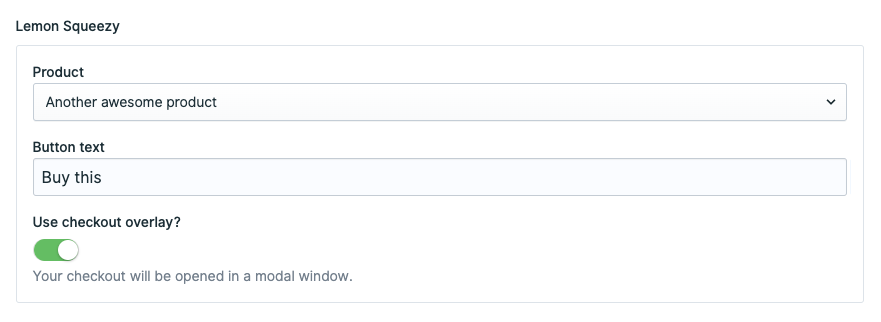 Lemon Squeezy
Product
Another awesome product
Button text
Buy this
Use checkout overlay?
Your checkout will be opened in a modal window.